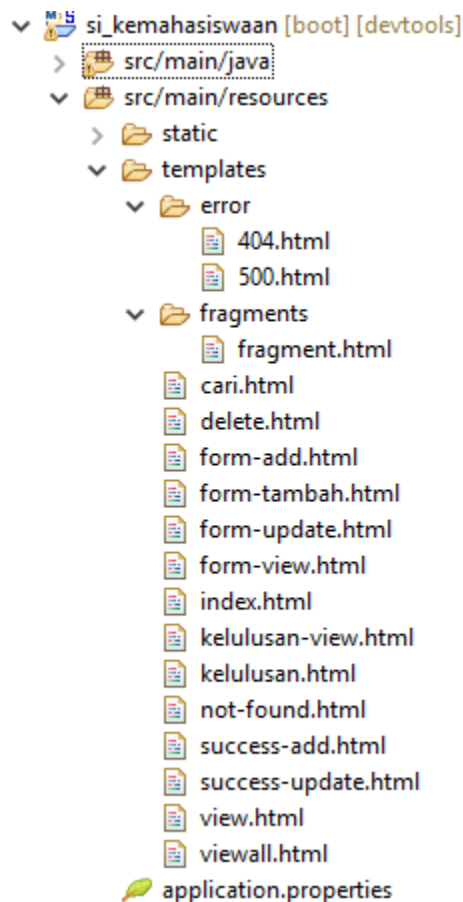 si_kemahasiswaan [boot] [devtools]
src/main/java
src/main/resources
static
templates
error
404.html
500.html
fragments
fragment.html
cari.html
delete.html
form-add.html
form-tambah.html
form-update.html
form-view.html
index.html
kelulusan-view.html
kelulusan.html
not-found.html
success-add.html
success-update.html
view.html
viewall.html
application.properties